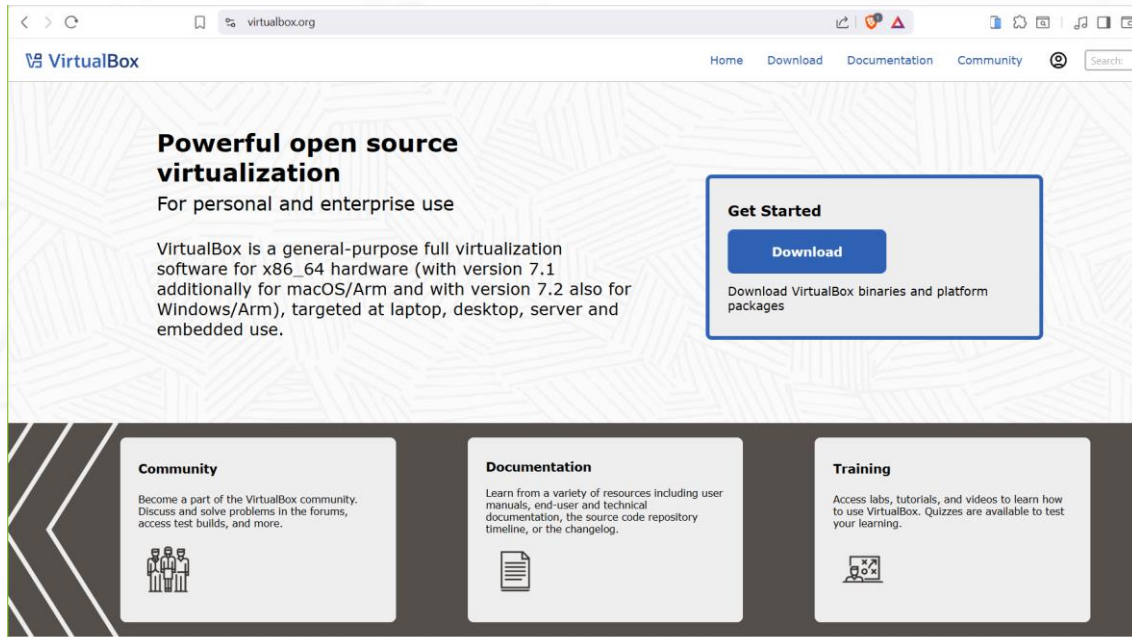 virtualbox.org
VirtualBox
Home Download Documentation Community
Search:
Powerful open source
virtualization
For personal and enterprise use
VirtualBox is a general-purpose full virtualization
software for x86_64 hardware (with version 7.1
additionally for macOS/Arm and with version 7.2 also for
Windows/Arm), targeted at laptop, desktop, server and
embedded use.
Get Started
Download
Download VirtualBox binaries and platform
packages
Community
Become a part of the VirtualBox community.
Discuss and solve problems in the forums,
access test builds, and more.
Documentation
Learn from a variety of resources including user
manuals, end-user and technical
documentation, the source code repository
timeline, or the changelog.
Training
Access labs, tutorials, and videos to learn how
to use VirtualBox. Quizzes are available to test
your learning.